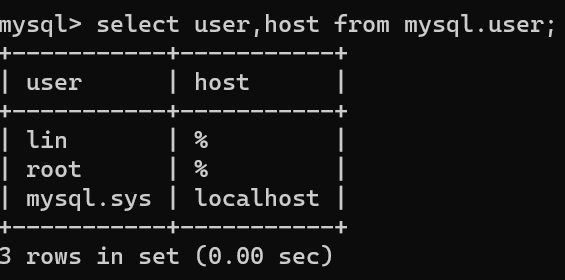 mysql> select user,host from mysql.user;
+-----------+-----------+
| user      | host      |
+-----------+-----------+
| lin       | %         |
| root      | %         |
| mysql.sys | localhost |
+-----------+-----------+
3 rows in set (0.00 sec)